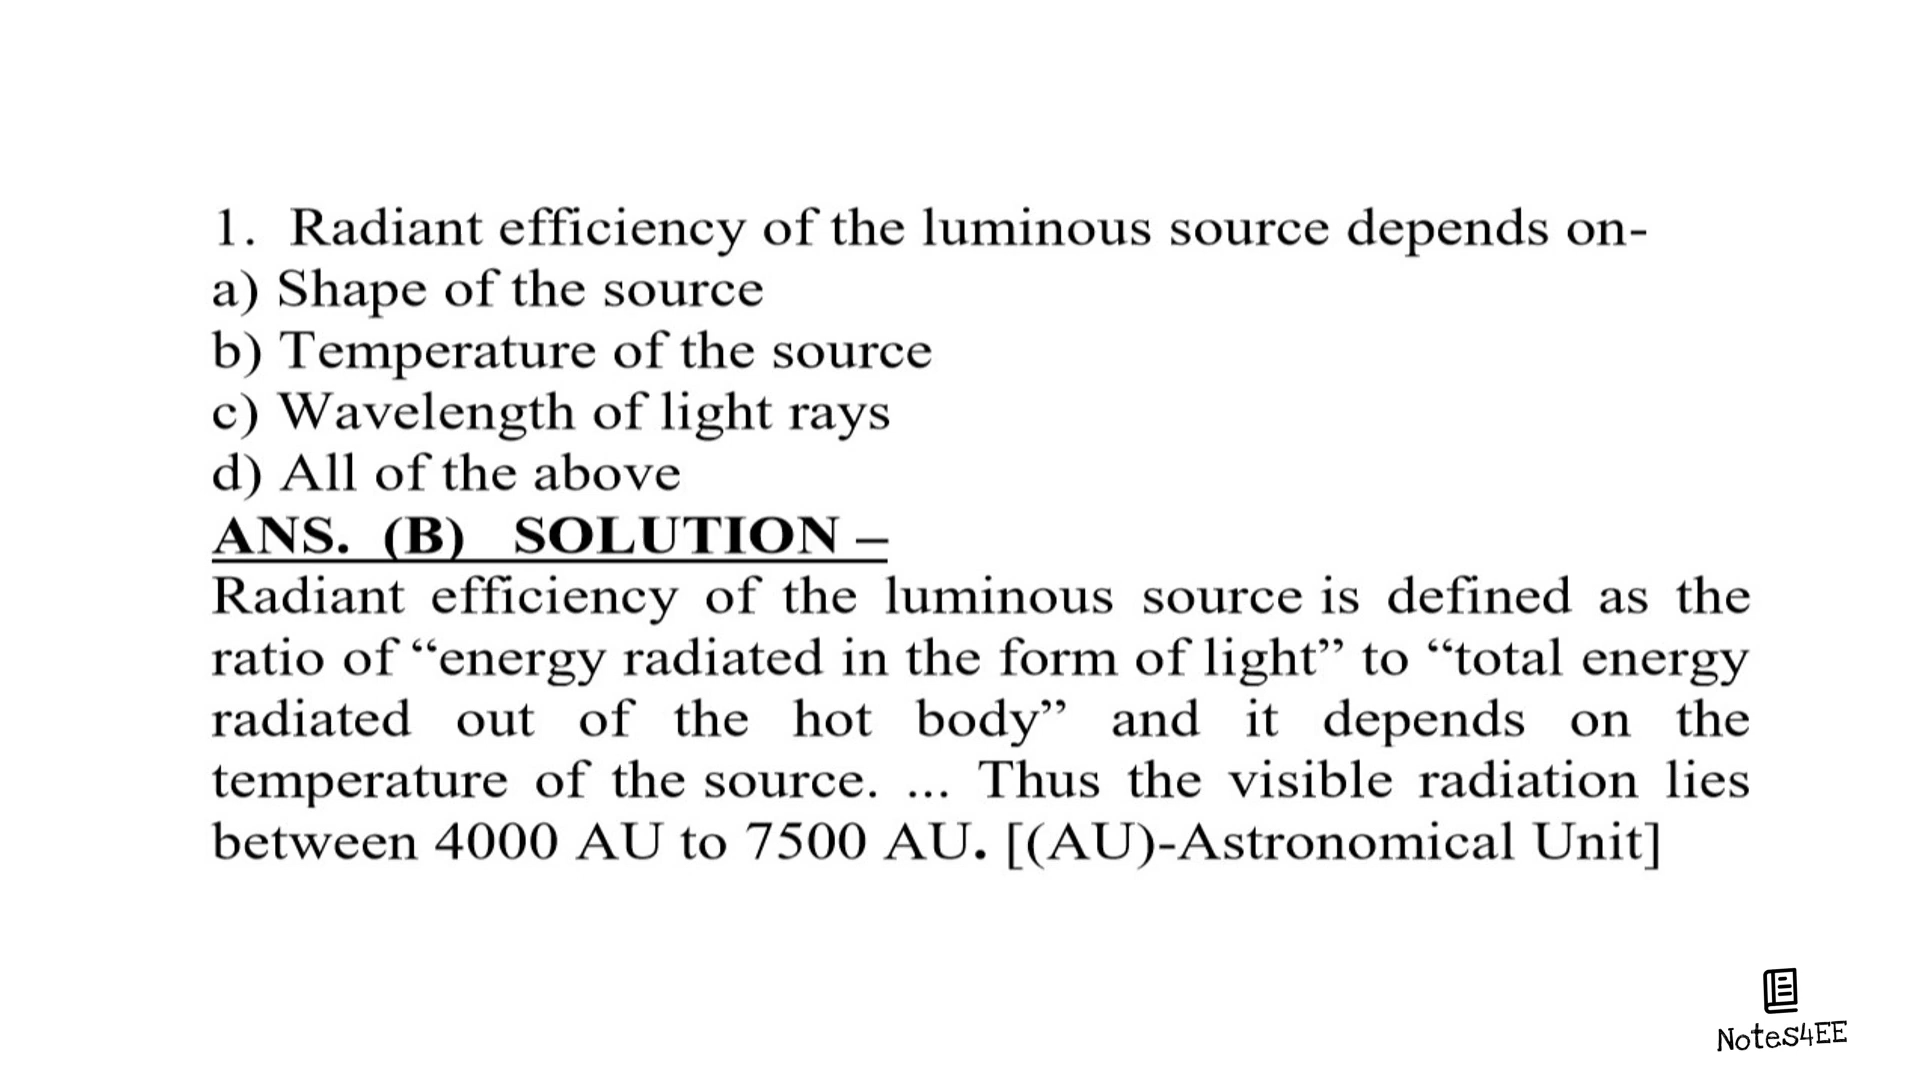 1. Radiant efficiency of the luminous source depends on-
a) Shape of the source
b) Temperature of the source
c) Wavelength of light rays
d) All of the above
ANS. (B) SOLUTION –
Radiant efficiency of the luminous source is defined as the
ratio of “energy radiated in the form of light” to “total energy
radiated out of the hot body” and it depends on the
temperature of the source. ... Thus the visible radiation lies
between 4000 AU to 7500 AU. [(AU)-Astronomical Unit]
Notes4EE